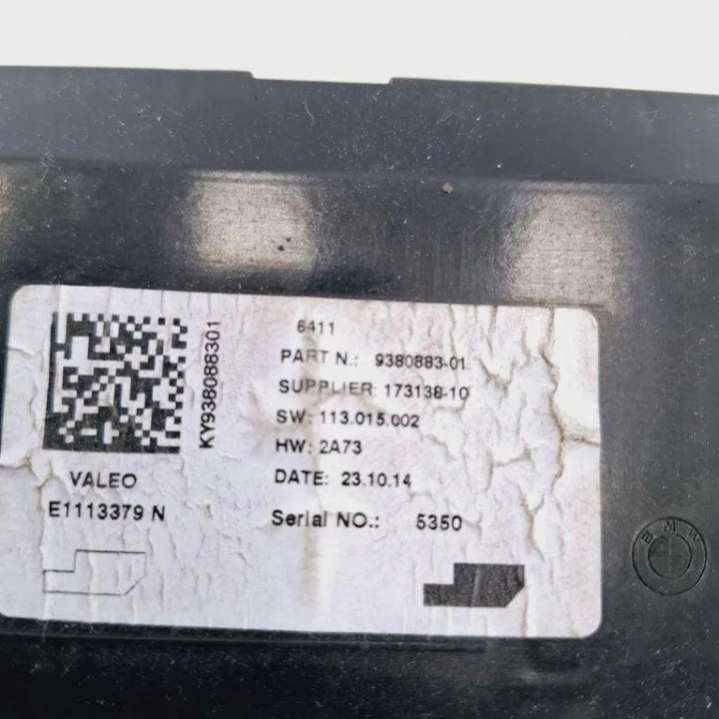 KY938088301
6411
PART N.: 9380883-01
SUPPLIER: 173138-10
SW: 113.015.002
HW: 2A73
DATE: 23.10.14
Serial NO.: 5350
VALEO
E1113379 N
BMW